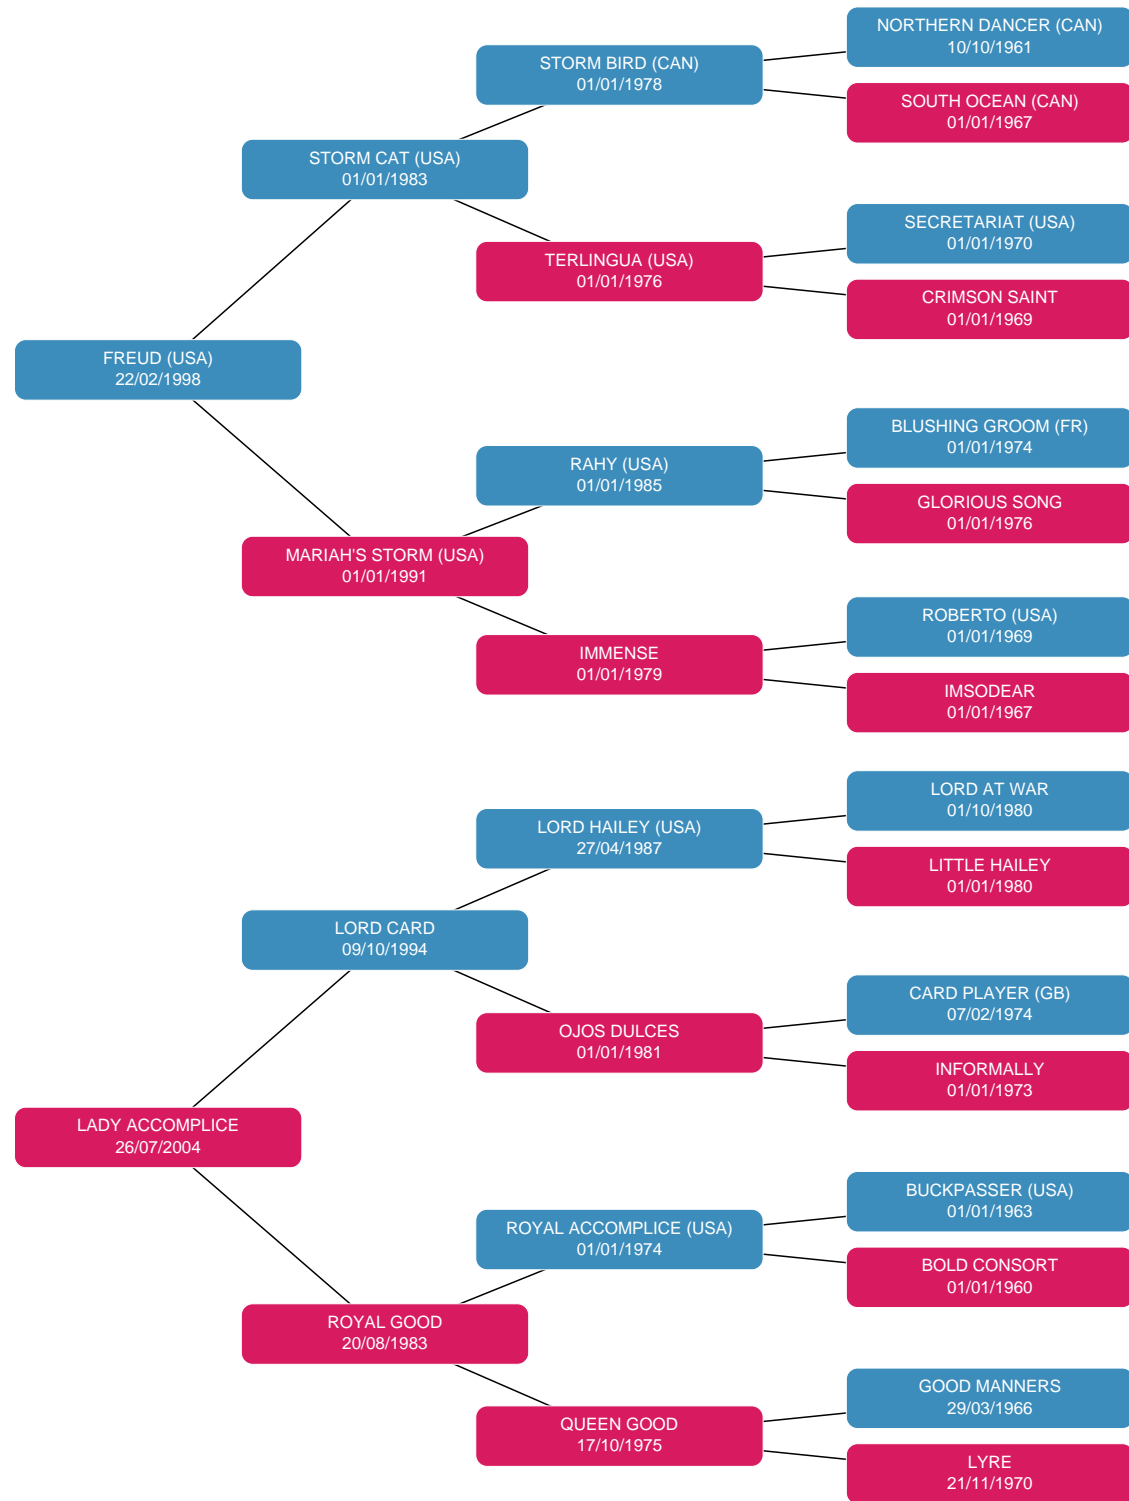 NORTHERN DANCER (CAN)
10/10/1961
STORM BIRD (CAN)
01/01/1978
SOUTH OCEAN (CAN)
01/01/1967
STORM CAT (USA)
01/01/1983
SECRETARIAT (USA)
01/01/1970
TERLINGUA (USA)
01/01/1976
CRIMSON SAINT
01/01/1969
FREUD (USA)
22/02/1998
BLUSHING GROOM (FR)
01/01/1974
RAHY (USA)
01/01/1985
GLORIOUS SONG
01/01/1976
MARIAH'S STORM (USA)
01/01/1991
ROBERTO (USA)
01/01/1969
IMMENSE
01/01/1979
IMSODEAR
01/01/1967
LORD AT WAR
01/10/1980
LORD HAILEY (USA)
27/04/1987
LITTLE HAILEY
01/01/1980
LORD CARD
09/10/1994
CARD PLAYER (GB)
07/02/1974
OJOS DULCES
01/01/1981
INFORMALLY
01/01/1973
LADY ACCOMPLICE
26/07/2004
BUCKPASSER (USA)
01/01/1963
ROYAL ACCOMPLICE (USA)
01/01/1974
BOLD CONSORT
01/01/1960
ROYAL GOOD
20/08/1983
GOOD MANNERS
29/03/1966
QUEEN GOOD
17/10/1975
LYRE
21/11/1970